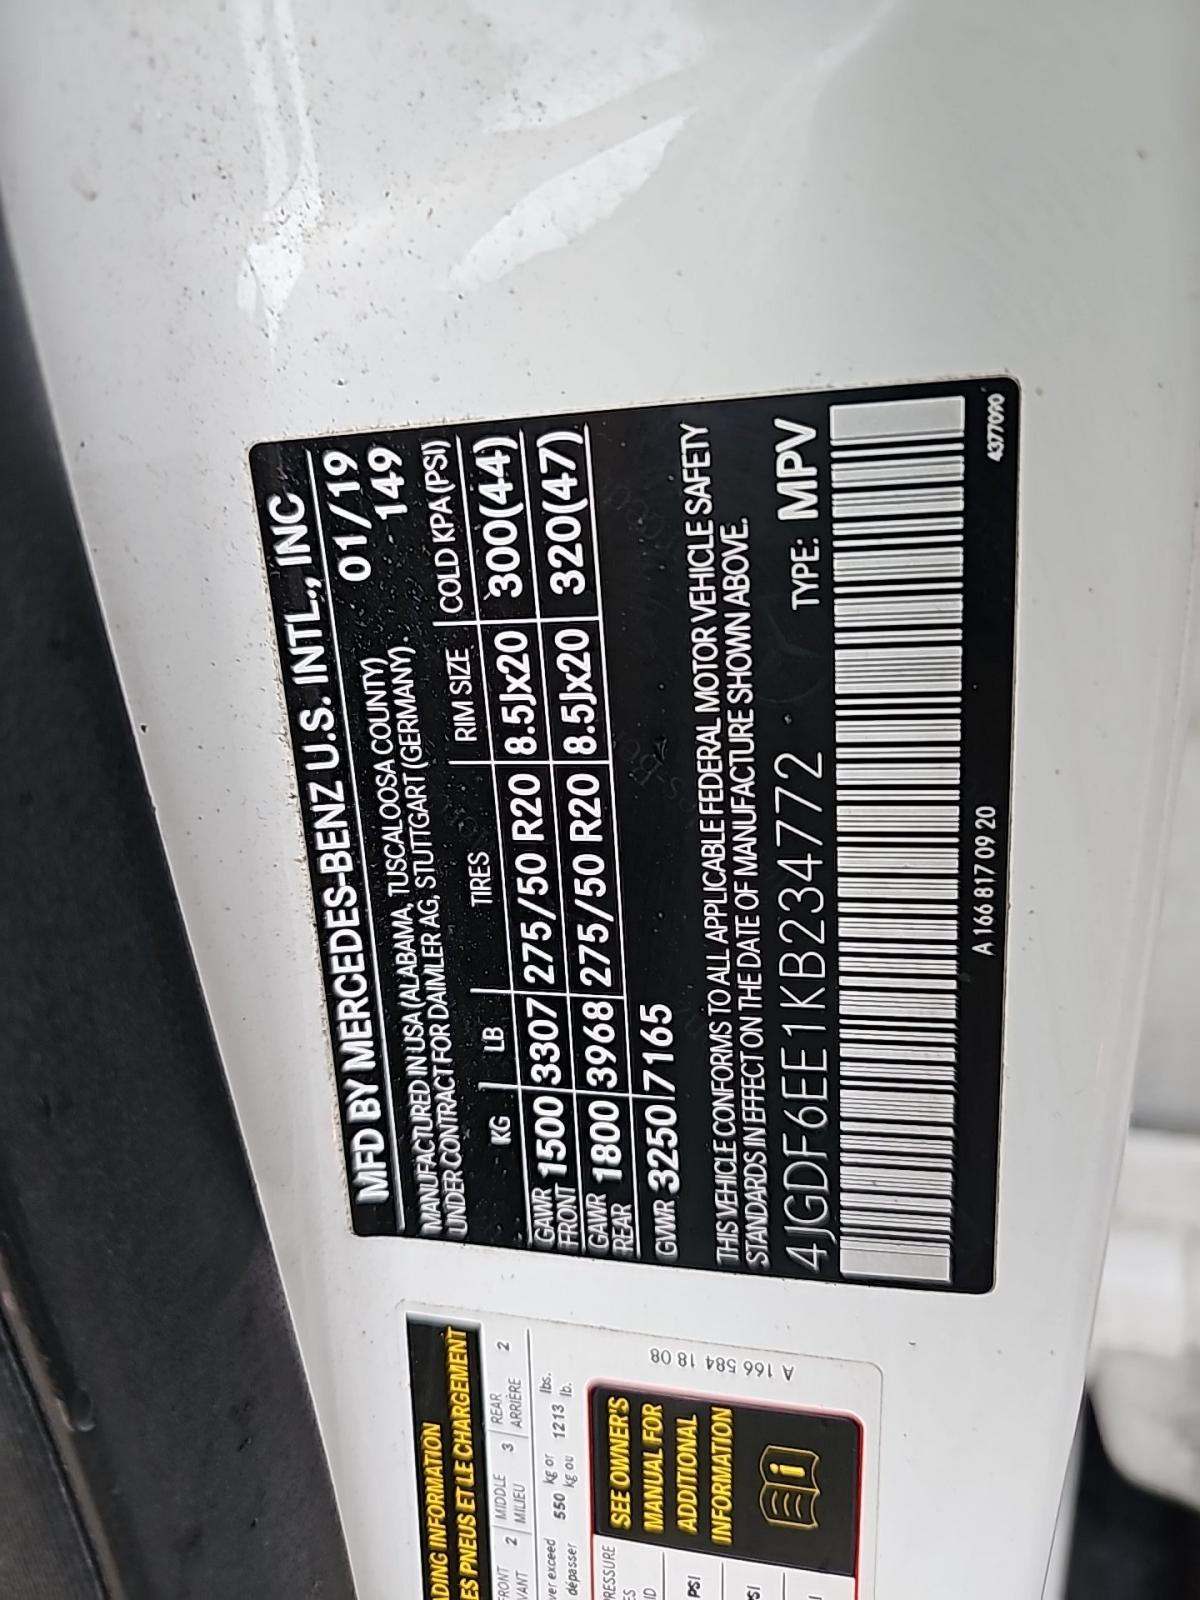 MFD BY MERCEDES-BENZ U.S. INTL., INC
MANUFACTURED IN USA (ALABAMA, TUSCALOOSA COUNTY) 01/19
UNDER CONTRACT FOR DAIMLER AG, STUTTGART (GERMANY). 149
KG LB TIRES RIM SIZE COLD KPA (PSI)
GAWR FRONT 1500 3307 275/50 R20 8.5Jx20 300(44)
GAWR REAR 1800 3968 275/50 R20 8.5Jx20 320(47)
GVWR 3250 7165
THIS VEHICLE CONFORMS TO ALL APPLICABLE FEDERAL MOTOR VEHICLE SAFETY
STANDARDS IN EFFECT ON THE DATE OF MANUFACTURE SHOWN ABOVE.
4JGDF6EE1KB234772 TYPE: MPV
A 166 817 09 20 4377090
INFORMATION
PNEUS ET LE CHARGEMENT
2 MIDDLE 3 REAR 2
MILIEU ARRIÈRE
exceed 550 kg or 1213 lbs.
dépasser kg ou lb.
SEE OWNER'S
MANUAL FOR
ADDITIONAL
INFORMATION
PSI
A 166 584 18 08